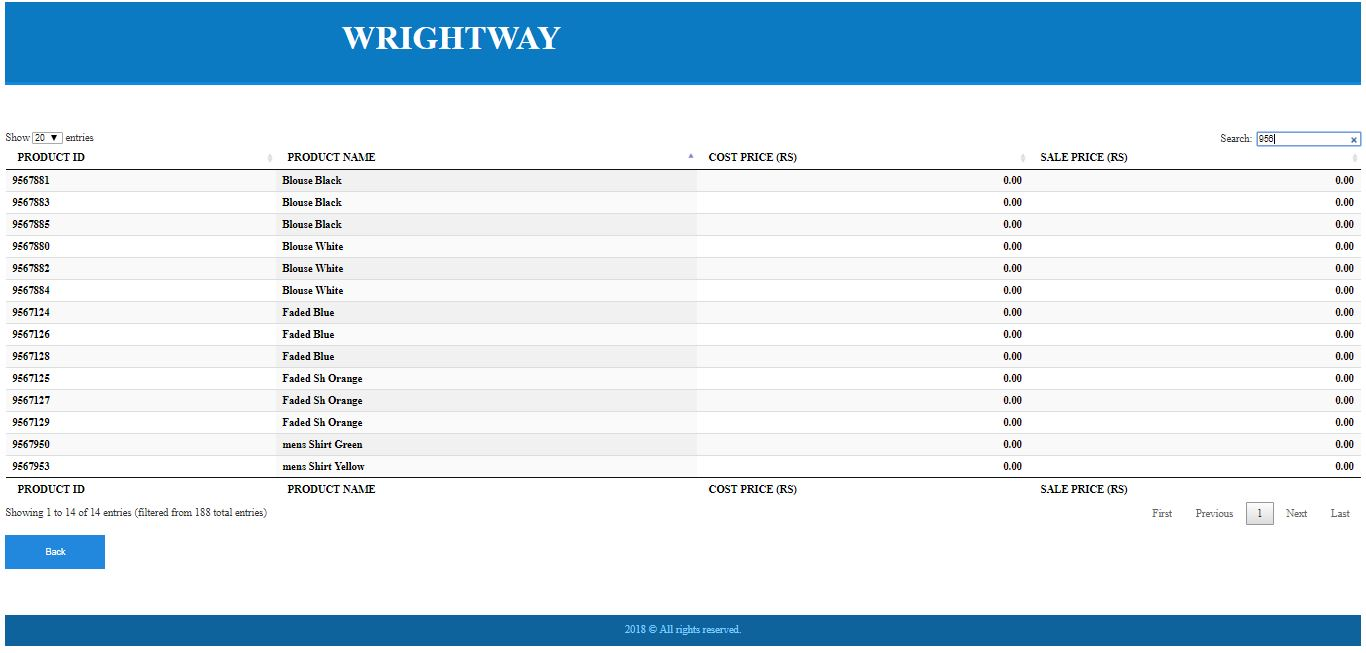 WRIGHTWAY
Show 20 entries
Search: 956
PRODUCT ID PRODUCT NAME COST PRICE (RS) SALE PRICE (RS)
9567881 Blouse Black 0.00 0.00
9567883 Blouse Black 0.00 0.00
9567885 Blouse Black 0.00 0.00
9567880 Blouse White 0.00 0.00
9567882 Blouse White 0.00 0.00
9567884 Blouse White 0.00 0.00
9567124 Faded Blue 0.00 0.00
9567126 Faded Blue 0.00 0.00
9567128 Faded Blue 0.00 0.00
9567125 Faded Sh Orange 0.00 0.00
9567127 Faded Sh Orange 0.00 0.00
9567129 Faded Sh Orange 0.00 0.00
9567950 mens Shirt Green 0.00 0.00
9567953 mens Shirt Yellow 0.00 0.00
PRODUCT ID PRODUCT NAME COST PRICE (RS) SALE PRICE (RS)
Showing 1 to 14 of 14 entries (filtered from 188 total entries)
First Previous 1 Next Last
Back
2018 © All rights reserved.